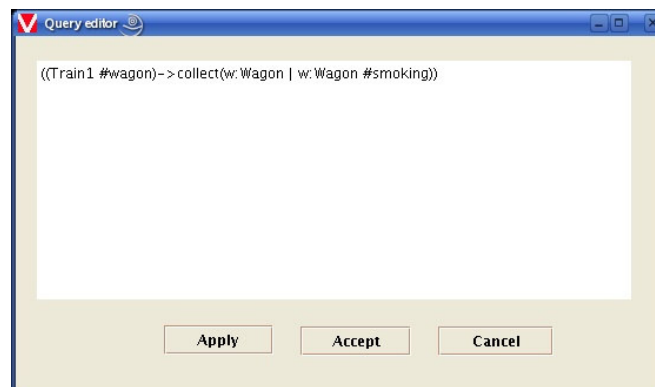 Query editor
((Train1 #wagon)->collect(w:Wagon | w:Wagon #smoking))
Apply
Accept
Cancel